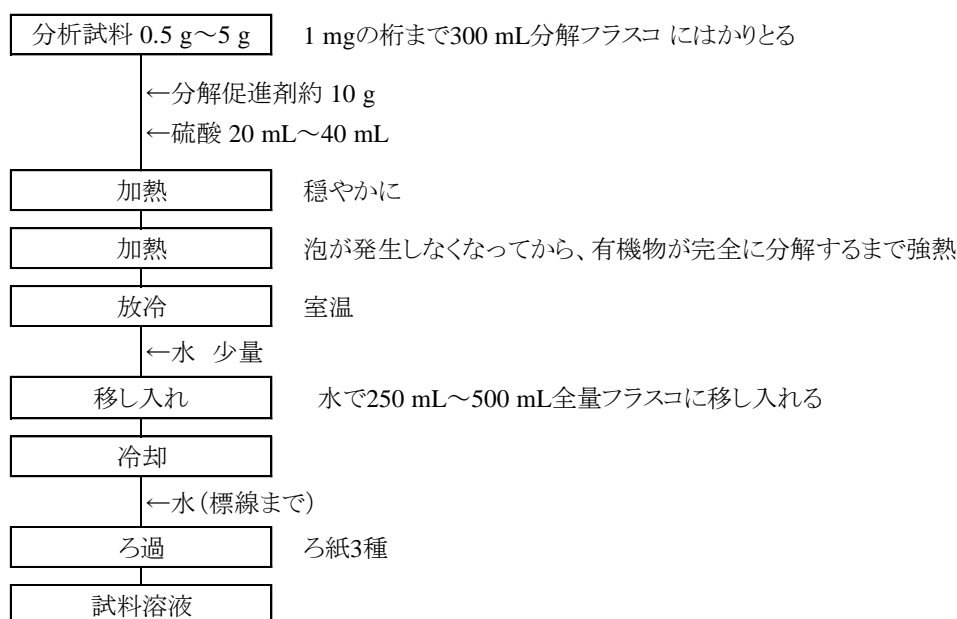 分析試料 0.5 g～5 g 1 mgの桁まで300 mL分解フラスコ にはかりとる
←分解促進剤約 10 g
←硫酸 20 mL～40 mL
加熱 穏やかに
加熱 泡が発生しなくなってから、有機物が完全に分解するまで強熱
放冷 室温
←水 少量
移し入れ 水で250 mL～500 mL全量フラスコに移し入れる
冷却
←水(標線まで)
ろ過 ろ紙3種
試料溶液